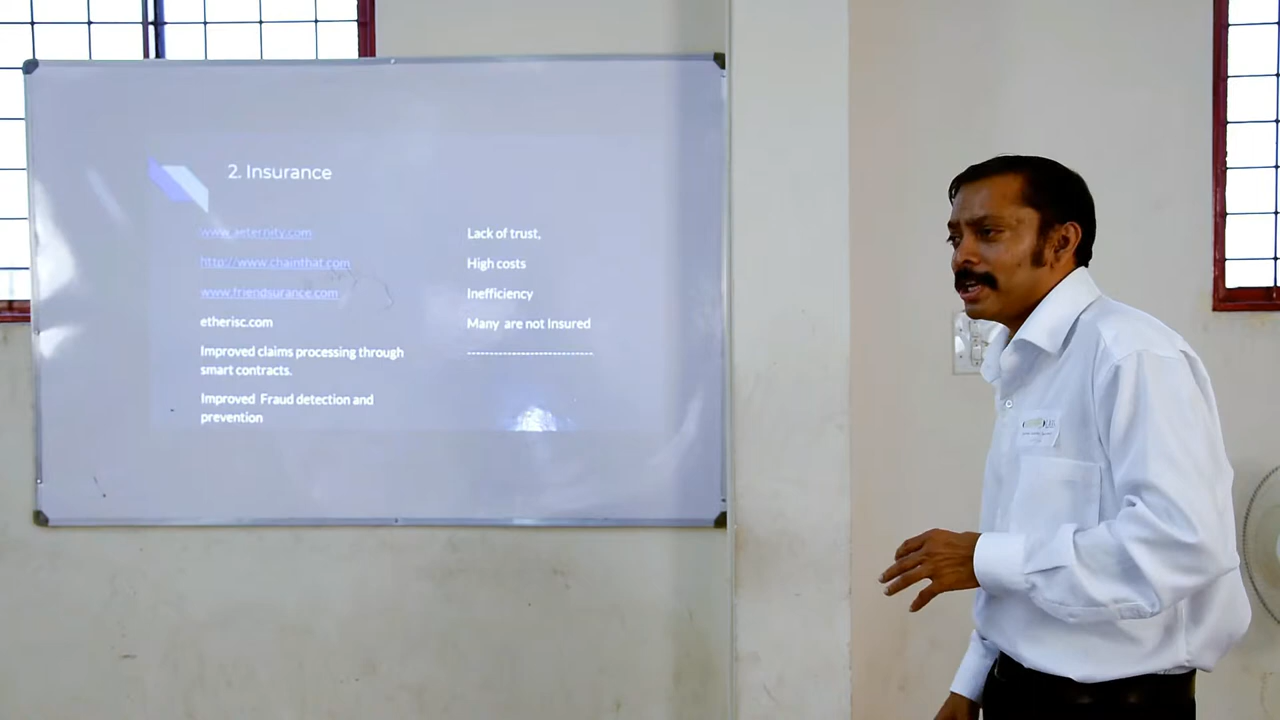 2. Insurance
www.aeternity.com
http://www.chainthat.com
www.friendsurance.com
etherisc.com
Improved claims processing through
smart contracts.
Improved Fraud detection and
prevention
Lack of trust,
High costs
Inefficiency
Many are not Insured
----------------------------